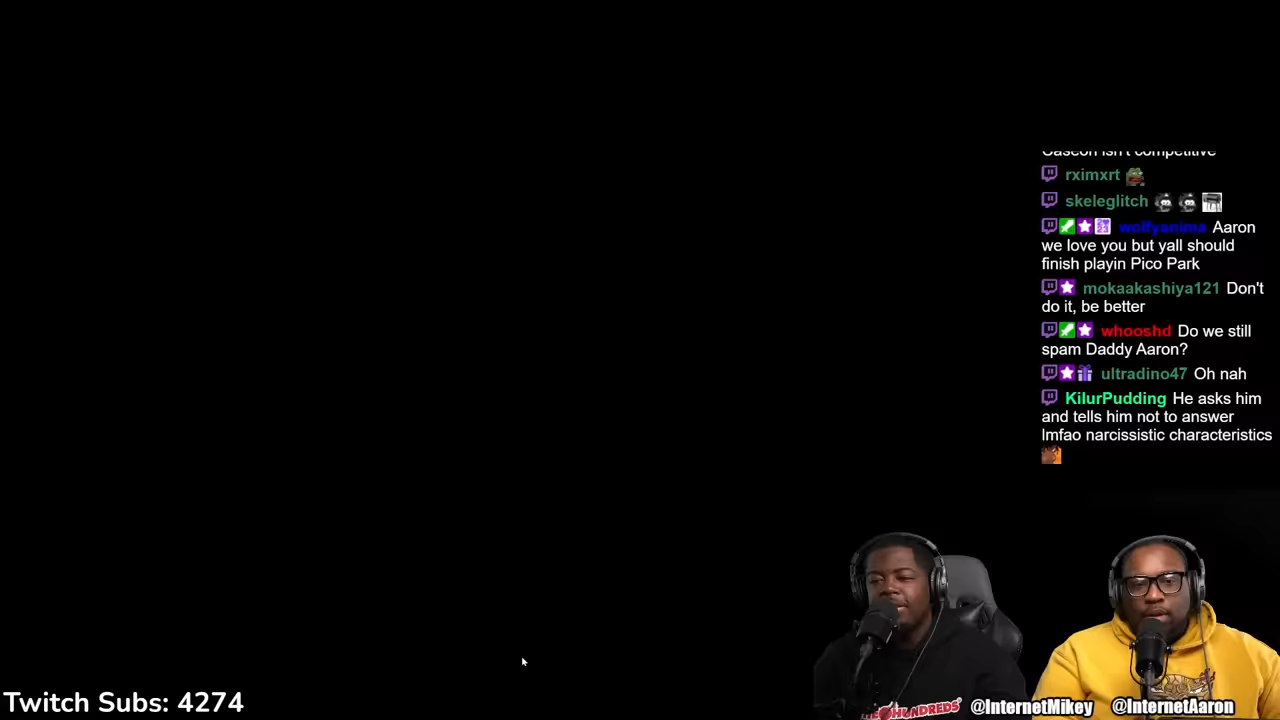 Caseoh isn't competitive
rximxrt
skeleglitch
wolfyanima Aaron
we love you but yall should
finish playin Pico Park
mokaakashiya121 Don't
do it, be better
whooshd Do we still
spam Daddy Aaron?
ultradino47 Oh nah
KilurPudding He asks him
and tells him not to answer
lmfao narcissistic characteristics
Twitch Subs: 4274
HUNDREDS
@InternetMikey
@InternetAaron